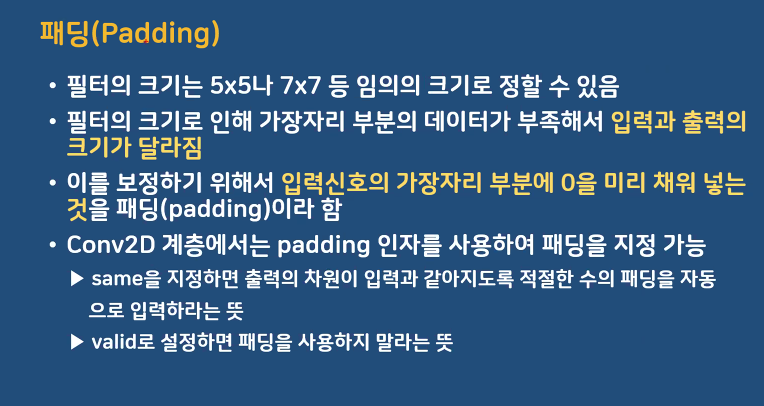 패딩(Padding)
• 필터의 크기는 5x5나 7x7 등 임의의 크기로 정할 수 있음
• 필터의 크기로 인해 가장자리 부분의 데이터가 부족해서 입력과 출력의
크기가 달라짐
• 이를 보정하기 위해서 입력신호의 가장자리 부분에 0을 미리 채워 넣는
것을 패딩(padding)이라 함
• Conv2D 계층에서는 padding 인자를 사용하여 패딩을 지정 가능
▶ same을 지정하면 출력의 차원이 입력과 같아지도록 적절한 수의 패딩을 자동
으로 입력하라는 뜻
▶ valid로 설정하면 패딩을 사용하지 말라는 뜻